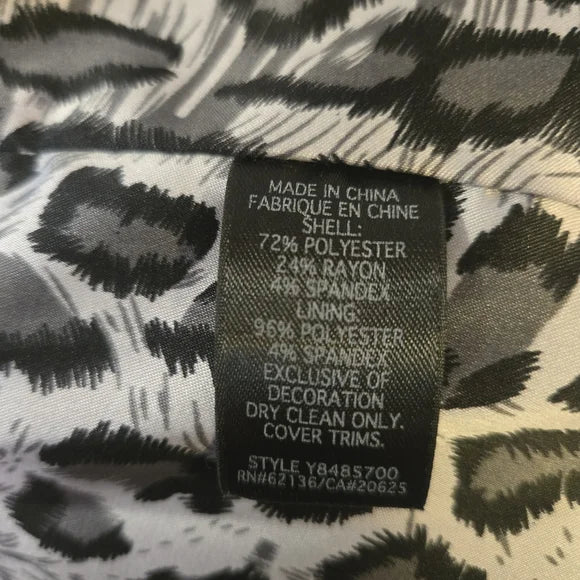 MADE IN CHINA
FABRIQUE EN CHINE
SHELL:
72% POLYESTER
24% RAYON
4% SPANDEX
LINING:
96% POLYESTER
4% SPANDEX
EXCLUSIVE OF
DECORATION
DRY CLEAN ONLY.
COVER TRIMS.
STYLE Y8485700
RN#62136/CA#20625